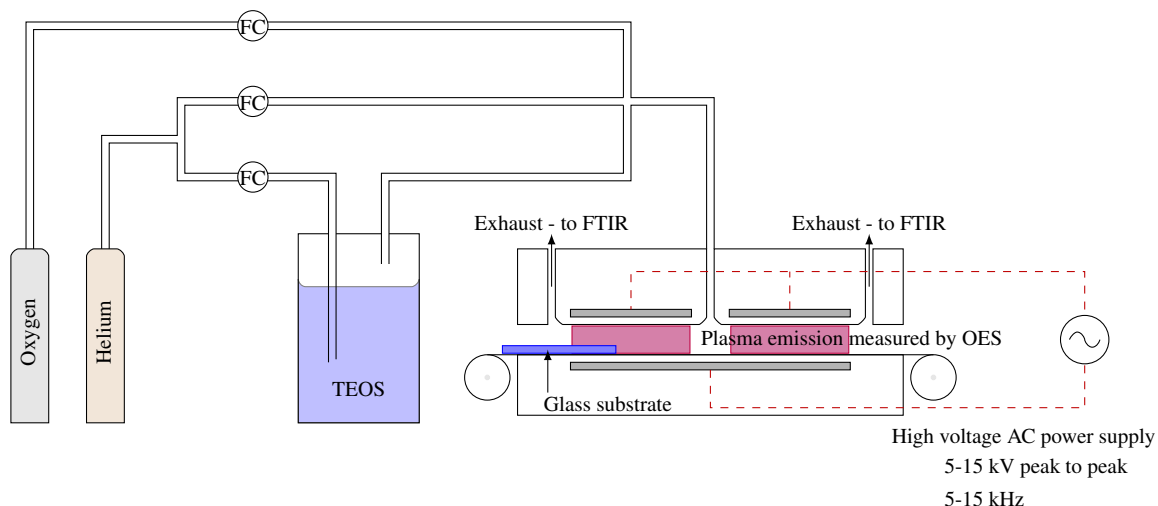 FC
FC
FC
Exhaust - to FTIR
Exhaust - to FTIR
Oxygen
Helium
Plasma emission measured by OES
TEOS
Glass substrate
High voltage AC power supply
5-15 kV peak to peak
5-15 kHz